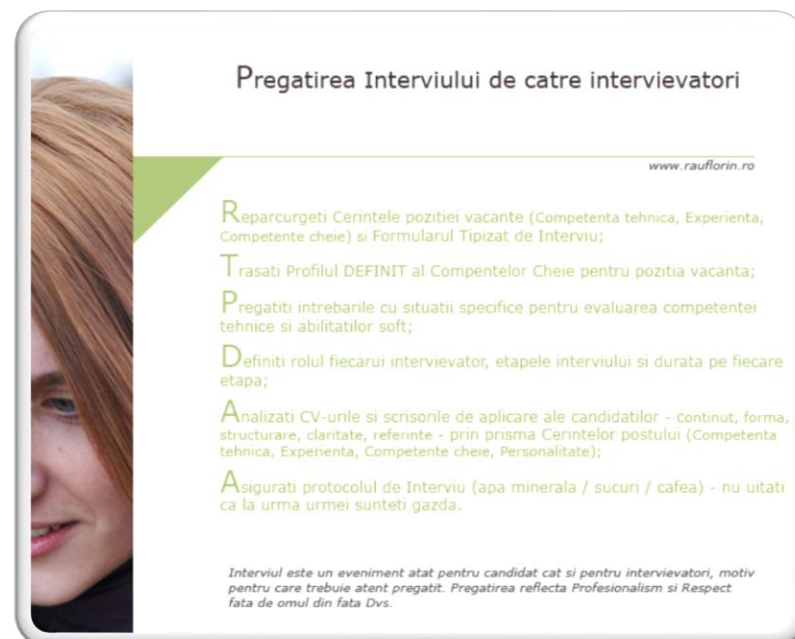 Pregatirea Interviului de catre intervievatori
www.rauflorin.ro
Reparcurgeti Cerintele pozitiei vacante (Competenta tehnica, Experienta,
Competente cheie) si Formularul Tipizat de Interviu;
Trasati Profilul DEFINIT al Compentelor Cheie pentru pozitia vacanta;
Pregatiti intrebarile cu situatii specifice pentru evaluarea competentei
tehnice si abilitatilor soft;
Definiti rolul fiecarui intervievator, etapele interviului si durata pe fiecare
etapa;
Analizati CV-urile si scrisorile de aplicare ale candidatilor - continut, forma,
structurare, claritate, referinte - prin prisma Cerintelor postului (Competenta
tehnica, Experienta, Competente cheie, Personalitate);
Asigurati protocolul de Interviu (apa minerala / sucuri / cafea) - nu uitati
ca la urma urmei sunteti gazda.
Interviul este un eveniment atat pentru candidat cat si pentru intervievatori, motiv
pentru care trebuie atent pregatit. Pregatirea reflecta Profesionalism si Respect
fata de omul din fata Dvs.